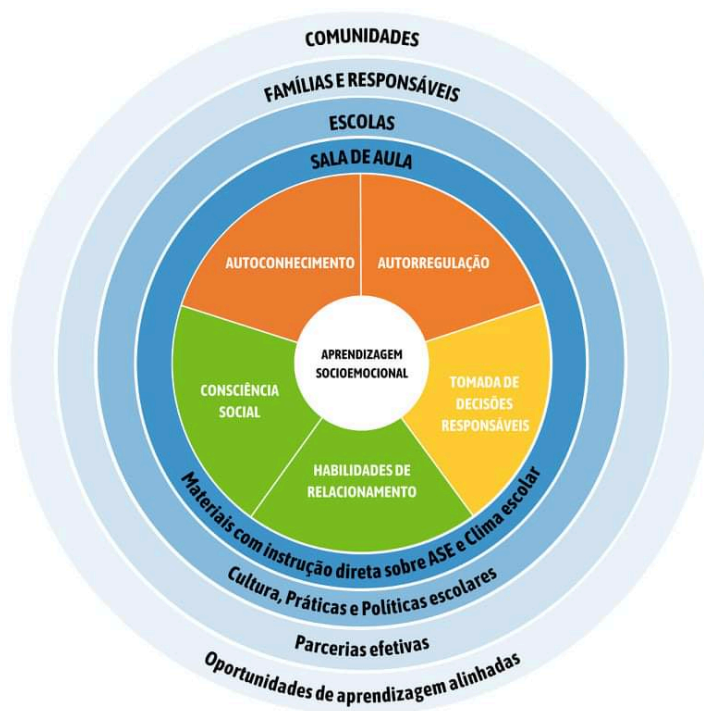 COMUNIDADES
FAMÍLIAS E RESPONSÁVEIS
ESCOLAS
SALA DE AULA
AUTOCONHECIMENTO
AUTORREGULAÇÃO
APRENDIZAGEM
SOCIOEMOCIONAL
CONSCIÊNCIA
SOCIAL
TOMADA DE
DECISÕES
RESPONSÁVEIS
HABILIDADES DE
RELACIONAMENTO
Materiais com instrução direta sobre ASE e Clima escolar
Cultura, Práticas e Políticas escolares
Parcerias efetivas
Oportunidades de aprendizagem alinhadas